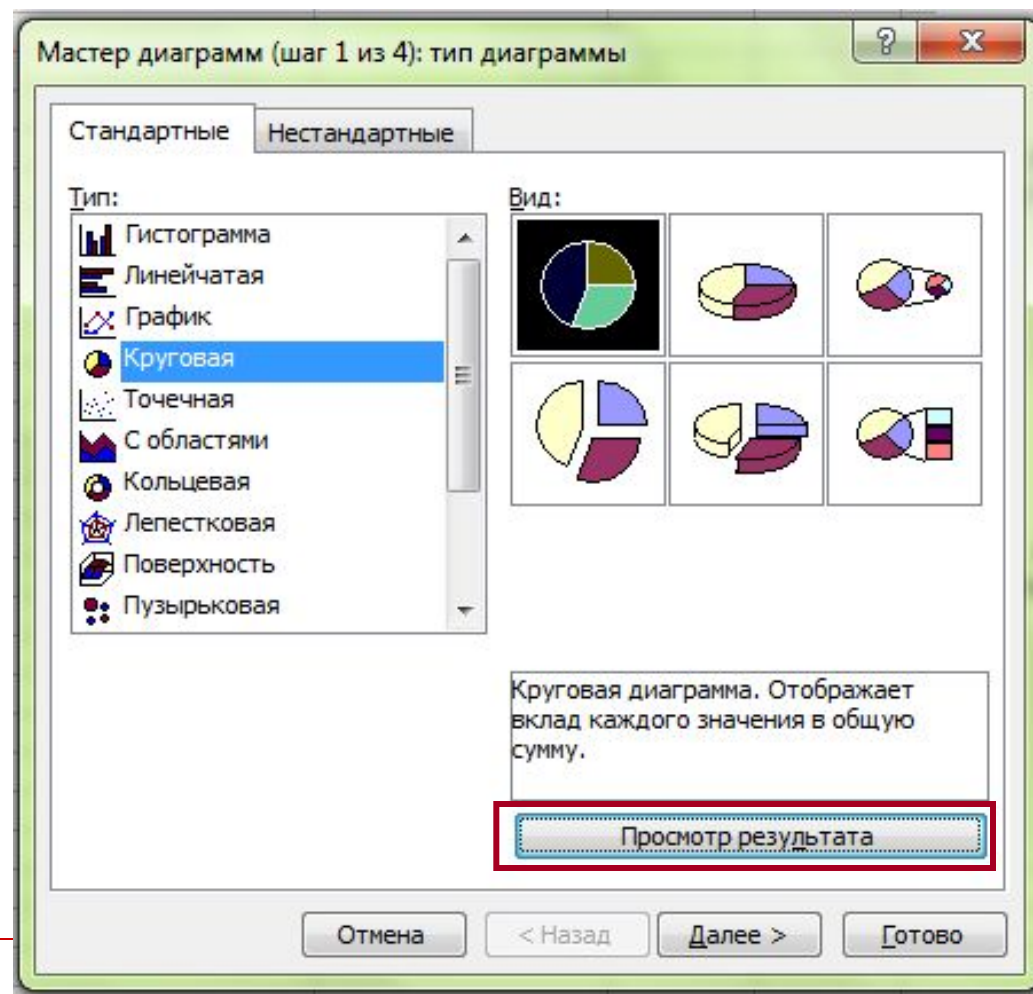 Мастер диаграмм (шаг 1 из 4): тип диаграммы
?
Стандартные
Нестандартные
Тип:
Гистограмма
Линейчатая
График
Круговая
Точечная
С областями
Кольцевая
Лепестковая
Поверхность
Пузырьковая
Вид:
Круговая диаграмма. Отображает
вклад каждого значения в общую
сумму.
Просмотр результата
Отмена
< Назад
Далее >
Готово